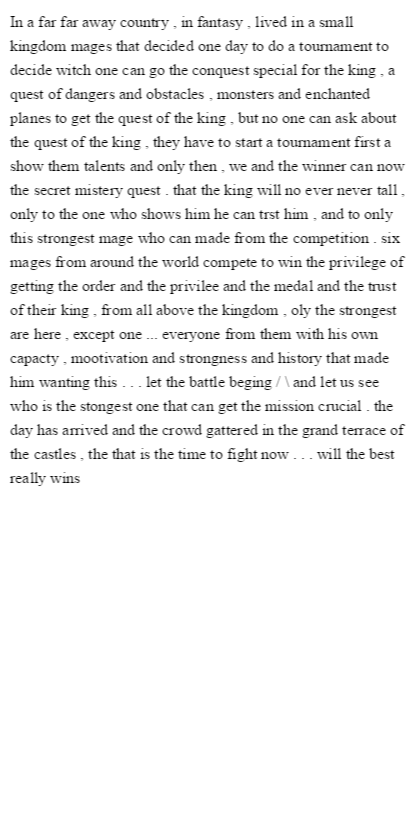 In a far far away country , in fantasy , lived in a small
kingdom mages that decided one day to do a tournament to
decide witch one can go the conquest special for the king , a
quest of dangers and obstacles , monsters and enchanted
planes to get the quest of the king , but no one can ask about
the quest of the king , they have to start a tournament first a
show them talents and only then , we and the winner can now
the secret mistery quest . that the king will no ever never tall ,
only to the one who shows him he can trst him , and to only
this strongest mage who can made from the competition . six
mages from around the world compete to win the privilege of
getting the order and the privilee and the medal and the trust
of their king , from all above the kingdom , oly the strongest
are here , except one ... everyone from them with his own
capacty , mootivation and strongness and history that made
him wanting this . . . let the battle beging / \ and let us see
who is the stongest one that can get the mission crucial . the
day has arrived and the crowd gattered in the grand terrace of
the castles , the that is the time to fight now . . . will the best
really wins